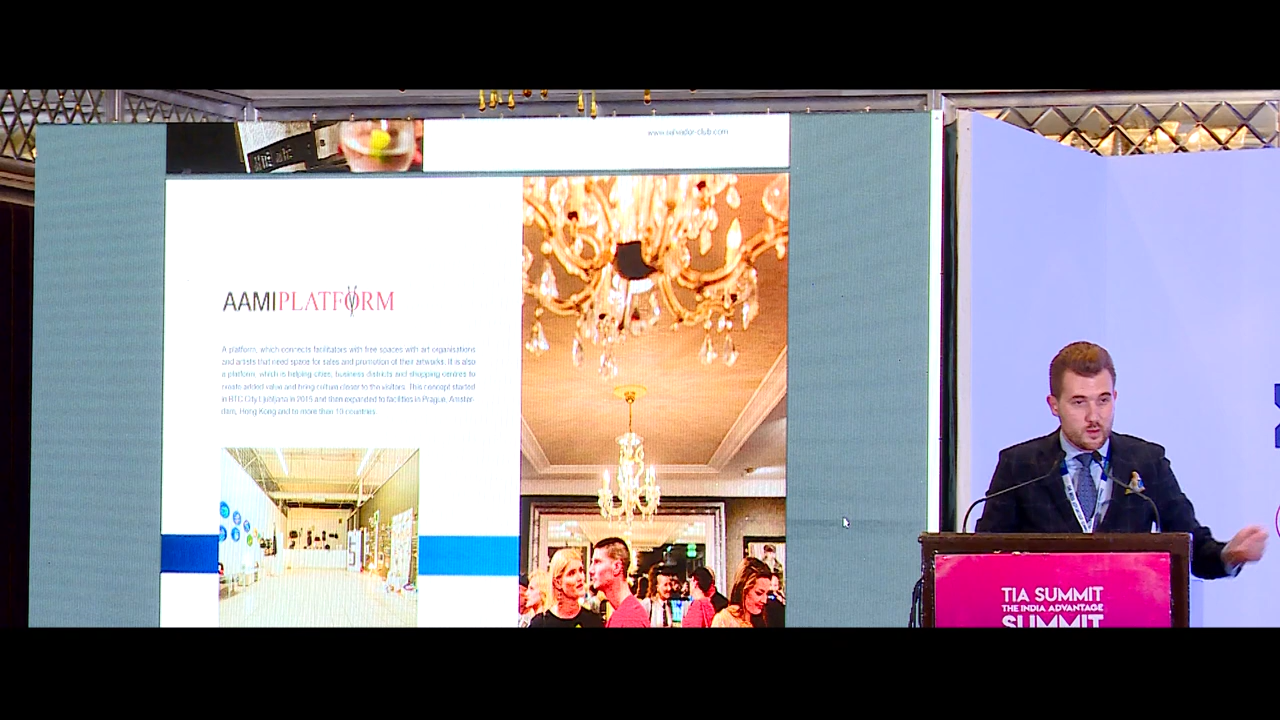 www.salvador-club.com
AAMIPLATFORM
A platform, which connects facilitators with free spaces with art organisations
and artists that need space for sales and promotion of their artworks. It is also
a platform, which is helping cities, business districts and shopping centres to
create added value and bring culture closer to the visitors. This concept started
in BTC City Ljubljana in 2015 and then expanded to facilities in Prague, Amster-
dam, Hong Kong and to more than 10 countries.
TIA SUMMIT
THE INDIA ADVANTAGE
SUMMIT